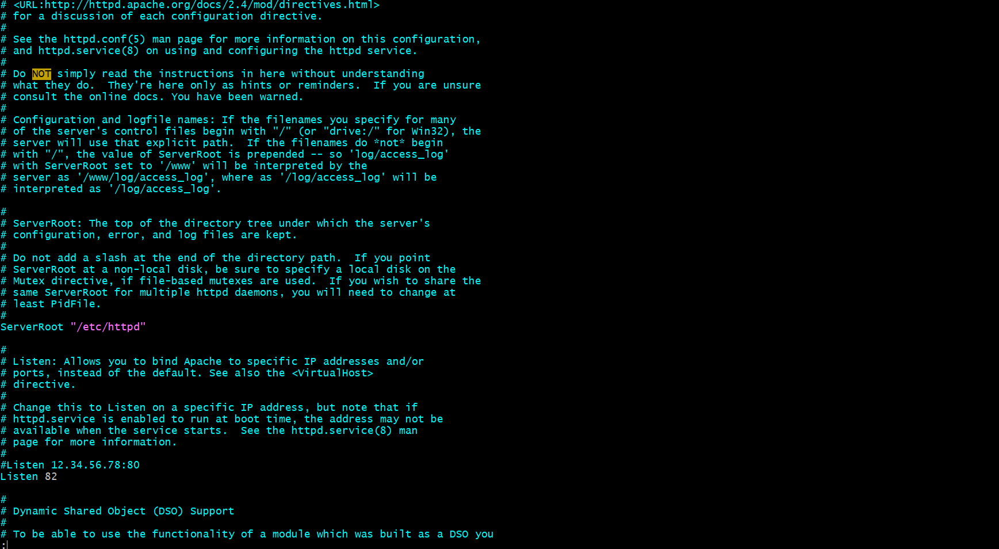 # <URL:http://httpd.apache.org/docs/2.4/mod/directives.html>
# for a discussion of each configuration directive.
#
# See the httpd.conf(5) man page for more information on this configuration,
# and httpd.service(8) on using and configuring the httpd service.
#
# Do NOT simply read the instructions in here without understanding
# what they do.  They're here only as hints or reminders.  If you are unsure
# consult the online docs. You have been warned.
#
# Configuration and logfile names: If the filenames you specify for many
# of the server's control files begin with "/" (or "drive:/" for Win32), the
# server will use that explicit path.  If the filenames do *not* begin
# with "/", the value of ServerRoot is prepended -- so 'log/access_log'
# with ServerRoot set to '/www' will be interpreted by the
# server as '/www/log/access_log', where as '/log/access_log' will be
# interpreted as '/log/access_log'.

#
# ServerRoot: The top of the directory tree under which the server's
# configuration, error, and log files are kept.
#
# Do not add a slash at the end of the directory path.  If you point
# ServerRoot at a non-local disk, be sure to specify a local disk on the
# Mutex directive, if file-based mutexes are used.  If you wish to share the
# same ServerRoot for multiple httpd daemons, you will need to change at
# least PidFile.
#
ServerRoot "/etc/httpd"

#
# Listen: Allows you to bind Apache to specific IP addresses and/or
# ports, instead of the default. See also the <VirtualHost>
# directive.
#
# Change this to Listen on a specific IP address, but note that if
# httpd.service is enabled to run at boot time, the address may not be
# available when the service starts.  See the httpd.service(8) man
# page for more information.
#
#Listen 12.34.56.78:80
Listen 82

#
# Dynamic Shared Object (DSO) Support
#
# To be able to use the functionality of a module which was built as a DSO you
: